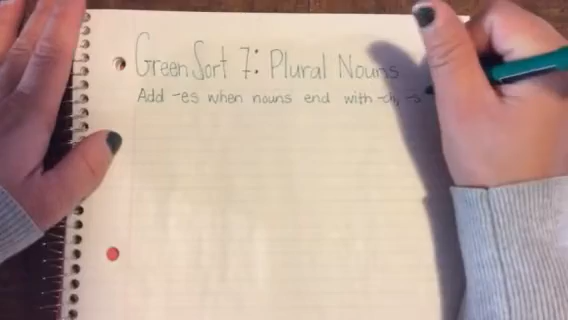 Green Sort 7: Plural Nouns
Add -es when nouns end with -ch, -s